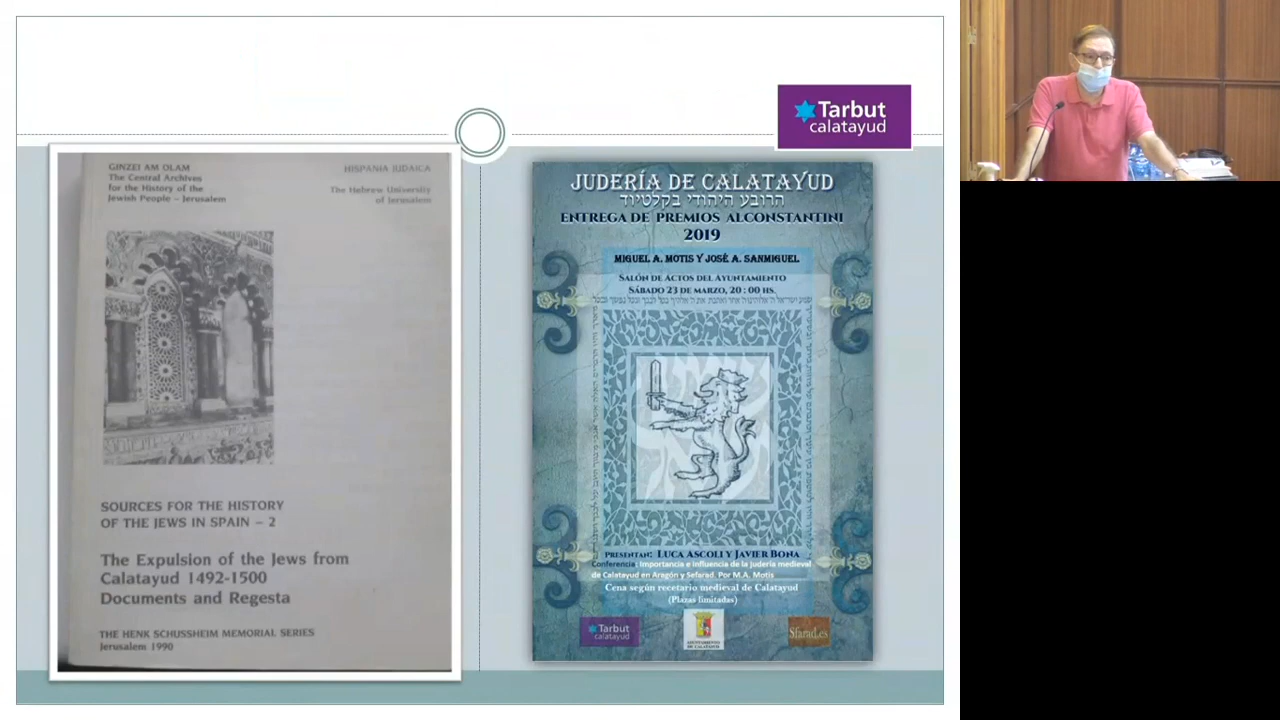 Tarbut
calatayud
GINZEI AM OLAM
The Central Archives
for the History of the
Jewish People – Jerusalem
HISPANIA JUDAICA
The Hebrew University
of Jerusalem
SOURCES FOR THE HISTORY
OF THE JEWS IN SPAIN – 2
The Expulsion of the Jews from
Calatayud 1492-1500
Documents and Regesta
THE HENK SCHUSSHEIM MEMORIAL SERIES
Jerusalem 1990
JUDERÍA DE CALATAYUD
הרובע היהודי בקלטיוד
ENTREGA DE PREMIOS ALCONSTANTINI
2019
MIGUEL A. MOTIS Y JOSÉ A. SANMIGUEL
SALÓN DE ACTOS DEL AYUNTAMIENTO
SÁBADO 23 DE MARZO, 20:00 HS.
PRESENTAN: LUCA ASCOLI Y JAVIER BONA
Conferencia: Importancia e influencia de la judería medieval
de Calatayud en Aragón y Sefarad. Por M.A. Motis
Cena según recetario medieval de Calatayud
(Plazas limitadas)
Tarbut
calatayud
AYUNTAMIENTO
DE CALATAYUD
Sfarad.es